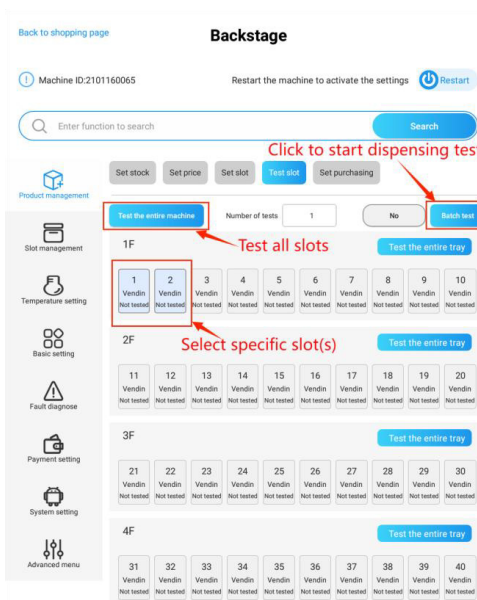 Back to shopping page
Backstage
Machine ID:2101160065
Restart the machine to activate the settings
Restart
Enter function to search
Search
Click to start dispensing test
Product management
Set stock
Set price
Set slot
Test slot
Set purchasing
Test the entire machine
Number of tests
1
No
Batch test
Slot management
1F
Test all slots
Test the entire tray
1 2 3 4 5 6 7 8 9 10
Vendin Vendin Vendin Vendin Vendin Vendin Vendin Vendin Vendin Vendin
Not tested Not tested Not tested Not tested Not tested Not tested Not tested Not tested Not tested Not tested
Temperature setting
2F
Select specific slot(s)
Test the entire tray
Basic setting
11 12 13 14 15 16 17 18 19 20
Vendin Vendin Vendin Vendin Vendin Vendin Vendin Vendin Vendin Vendin
Not tested Not tested Not tested Not tested Not tested Not tested Not tested Not tested Not tested Not tested
Fault diagnose
3F
Test the entire tray
Payment setting
21 22 23 24 25 26 27 28 29 30
Vendin Vendin Vendin Vendin Vendin Vendin Vendin Vendin Vendin Vendin
Not tested Not tested Not tested Not tested Not tested Not tested Not tested Not tested Not tested Not tested
System setting
4F
Test the entire tray
Advanced menu
31 32 33 34 35 36 37 38 39 40
Vendin Vendin Vendin Vendin Vendin Vendin Vendin Vendin Vendin Vendin
Not tested Not tested Not tested Not tested Not tested Not tested Not tested Not tested Not tested Not tested